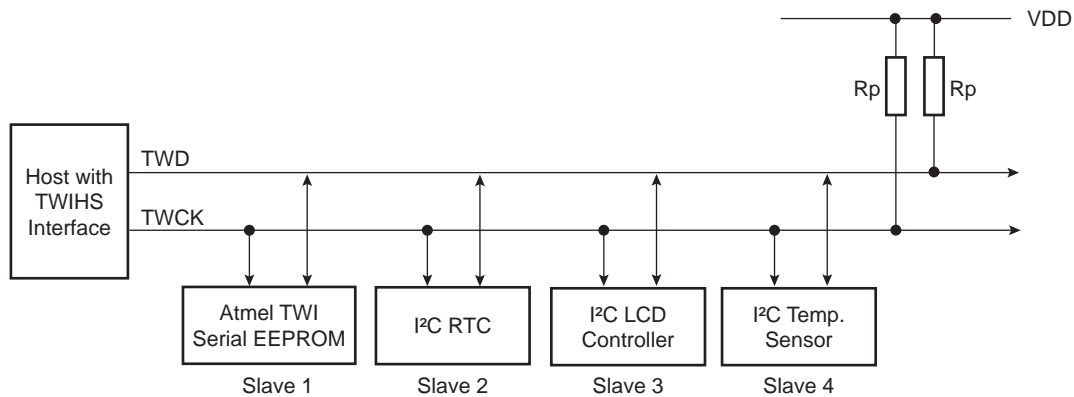 VDD
Rp
Rp
Host with
TWIHS
Interface
TWD
TWCK
Atmel TWI
Serial EEPROM
I²C RTC
I²C LCD
Controller
I²C Temp.
Sensor
Slave 1
Slave 2
Slave 3
Slave 4